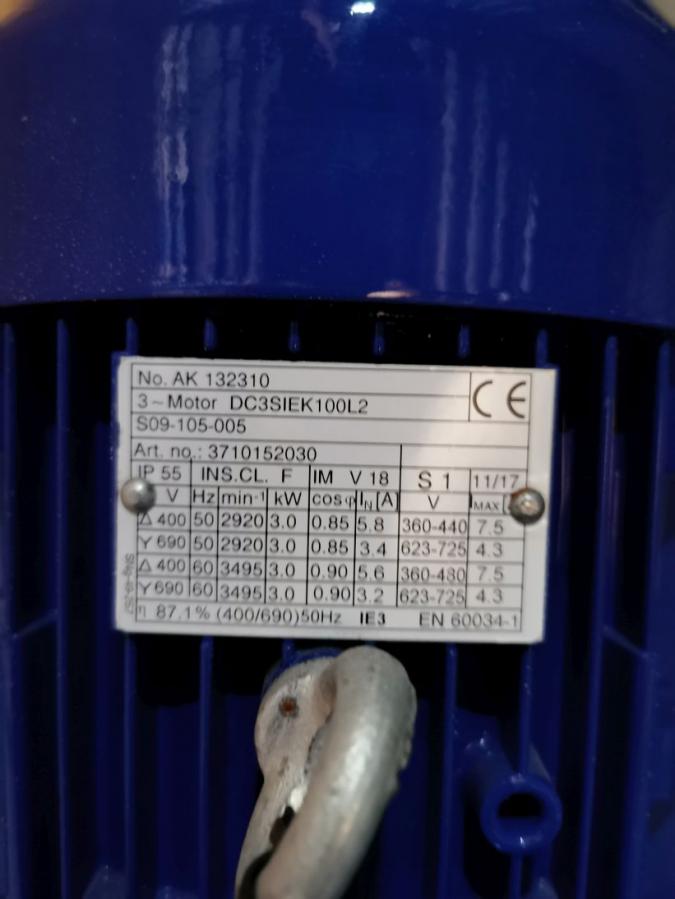 No. AK 132310
3~Motor DC3SIEK100L2
CE
S09-105-005
Art. no.: 3710152030
IP 55 INS.CL. F IM V 18 S 1 11/17
V Hz min-1 kW cosφ IN[A] V IMAX
Δ 400 50 2920 3.0 0.85 5.8 360-440 7.5
Y 690 50 2920 3.0 0.85 3.4 623-725 4.3
Δ 400 60 3495 3.0 0.90 5.6 360-480 7.5
Y 690 60 3495 3.0 0.90 3.2 623-725 4.3
η 87.1% (400/690)50Hz IE3 EN 60034-1